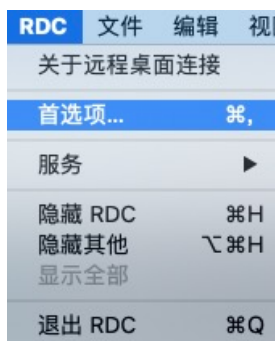 RDC 文件 编辑
关于远程桌面连接
首选项... ⌘,
服务 ▶
隐藏 RDC ⌘H
隐藏其他 ⌥⌘H
显示全部
退出 RDC ⌘Q